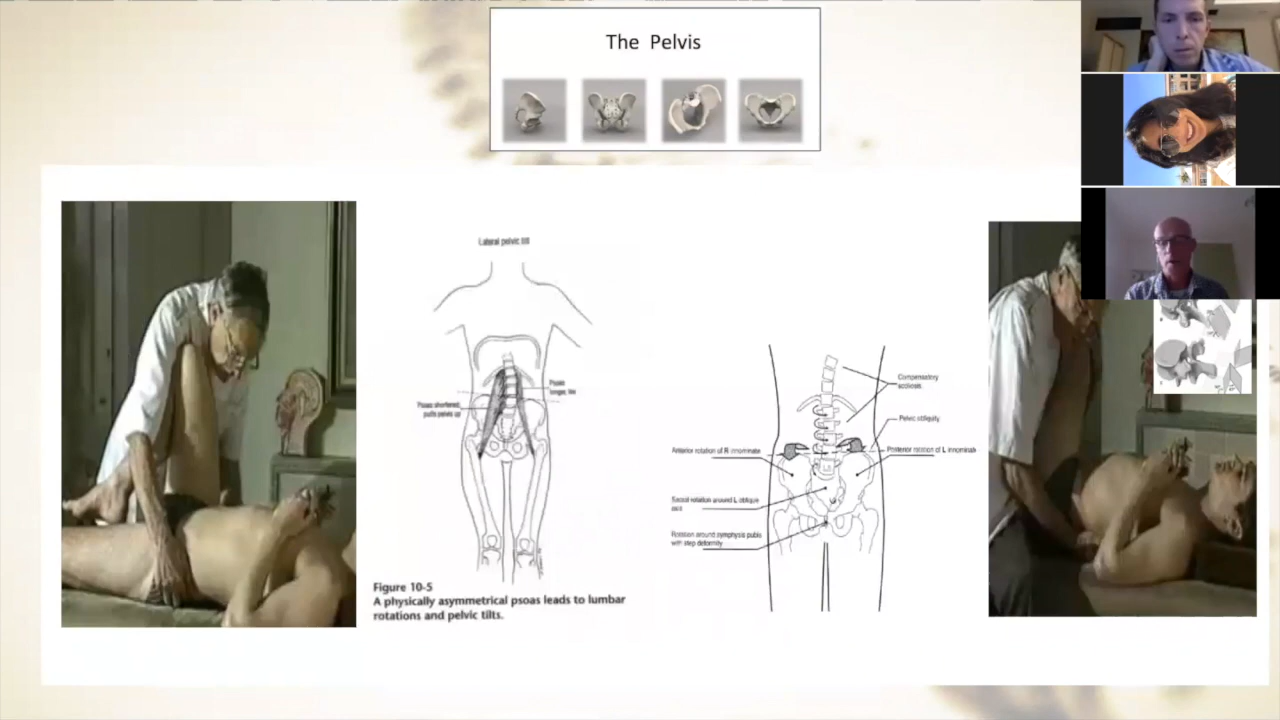 The Pelvis
Lateral pelvic tilt
Psoas
longer, lax
Psoas shortened,
pulls pelvis up
Figure 10-5
A physically asymmetrical psoas leads to lumbar
rotations and pelvic tilts.
Compensatory
scoliosis
Pelvic obliquity
Anterior rotation of R innominate
Posterior rotation of L innominate
Sacral rotation around L oblique
axis
Rotation around symphysis pubis
with step deformity